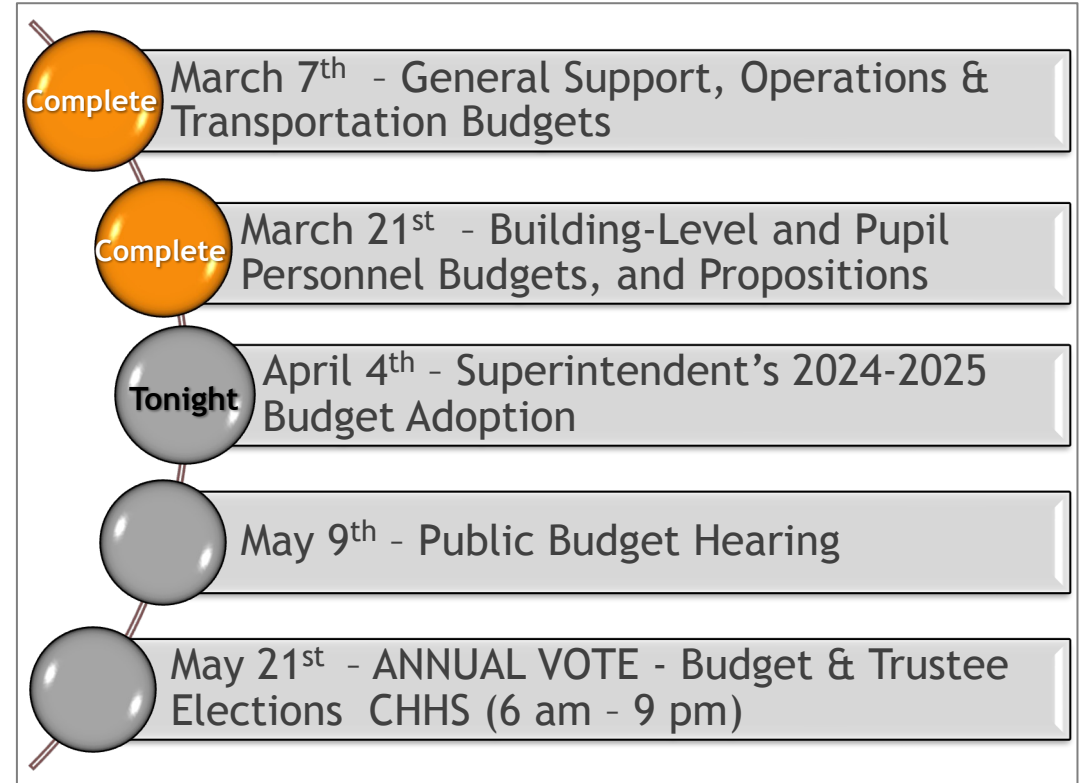 Complete
March 7th – General Support, Operations &
Transportation Budgets
Complete
March 21st – Building-Level and Pupil
Personnel Budgets, and Propositions
Tonight
April 4th – Superintendent’s 2024-2025
Budget Adoption
May 9th – Public Budget Hearing
May 21st – ANNUAL VOTE - Budget & Trustee
Elections CHHS (6 am – 9 pm)